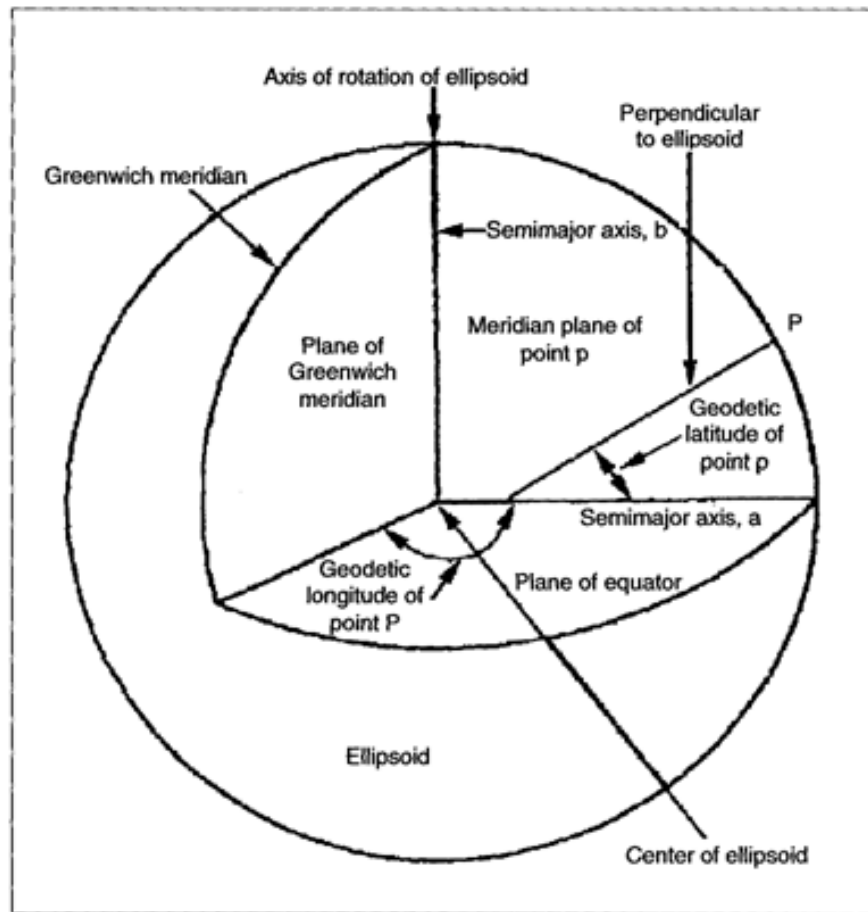 Axis of rotation of ellipsoid
Perpendicular
to ellipsoid
Greenwich meridian
Semimajor axis, b
Meridian plane of
point p
P
Plane of
Greenwich
meridian
Geodetic
latitude of
point p
Semimajor axis, a
Geodetic
longitude of
point P
Plane of equator
Ellipsoid
Center of ellipsoid